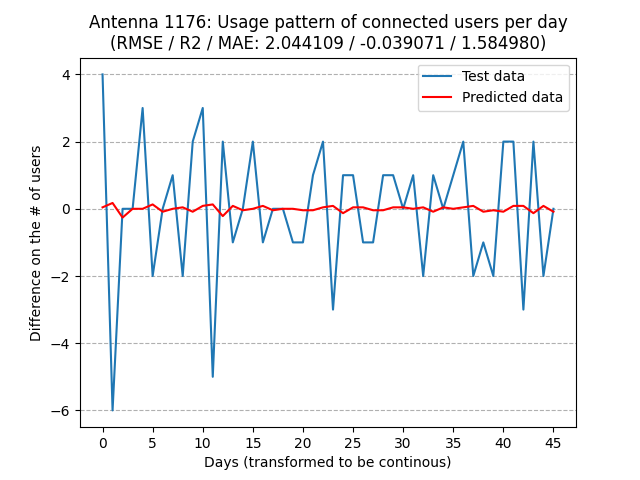 Antenna 1176: Usage pattern of connected users per day
(RMSE / R2 / MAE: 2.044109 / -0.039071 / 1.584980)
Test data
Predicted data
Difference on the # of users
4
2
0
−2
−4
−6
0 5 10 15 20 25 30 35 40 45
Days (transformed to be continous)